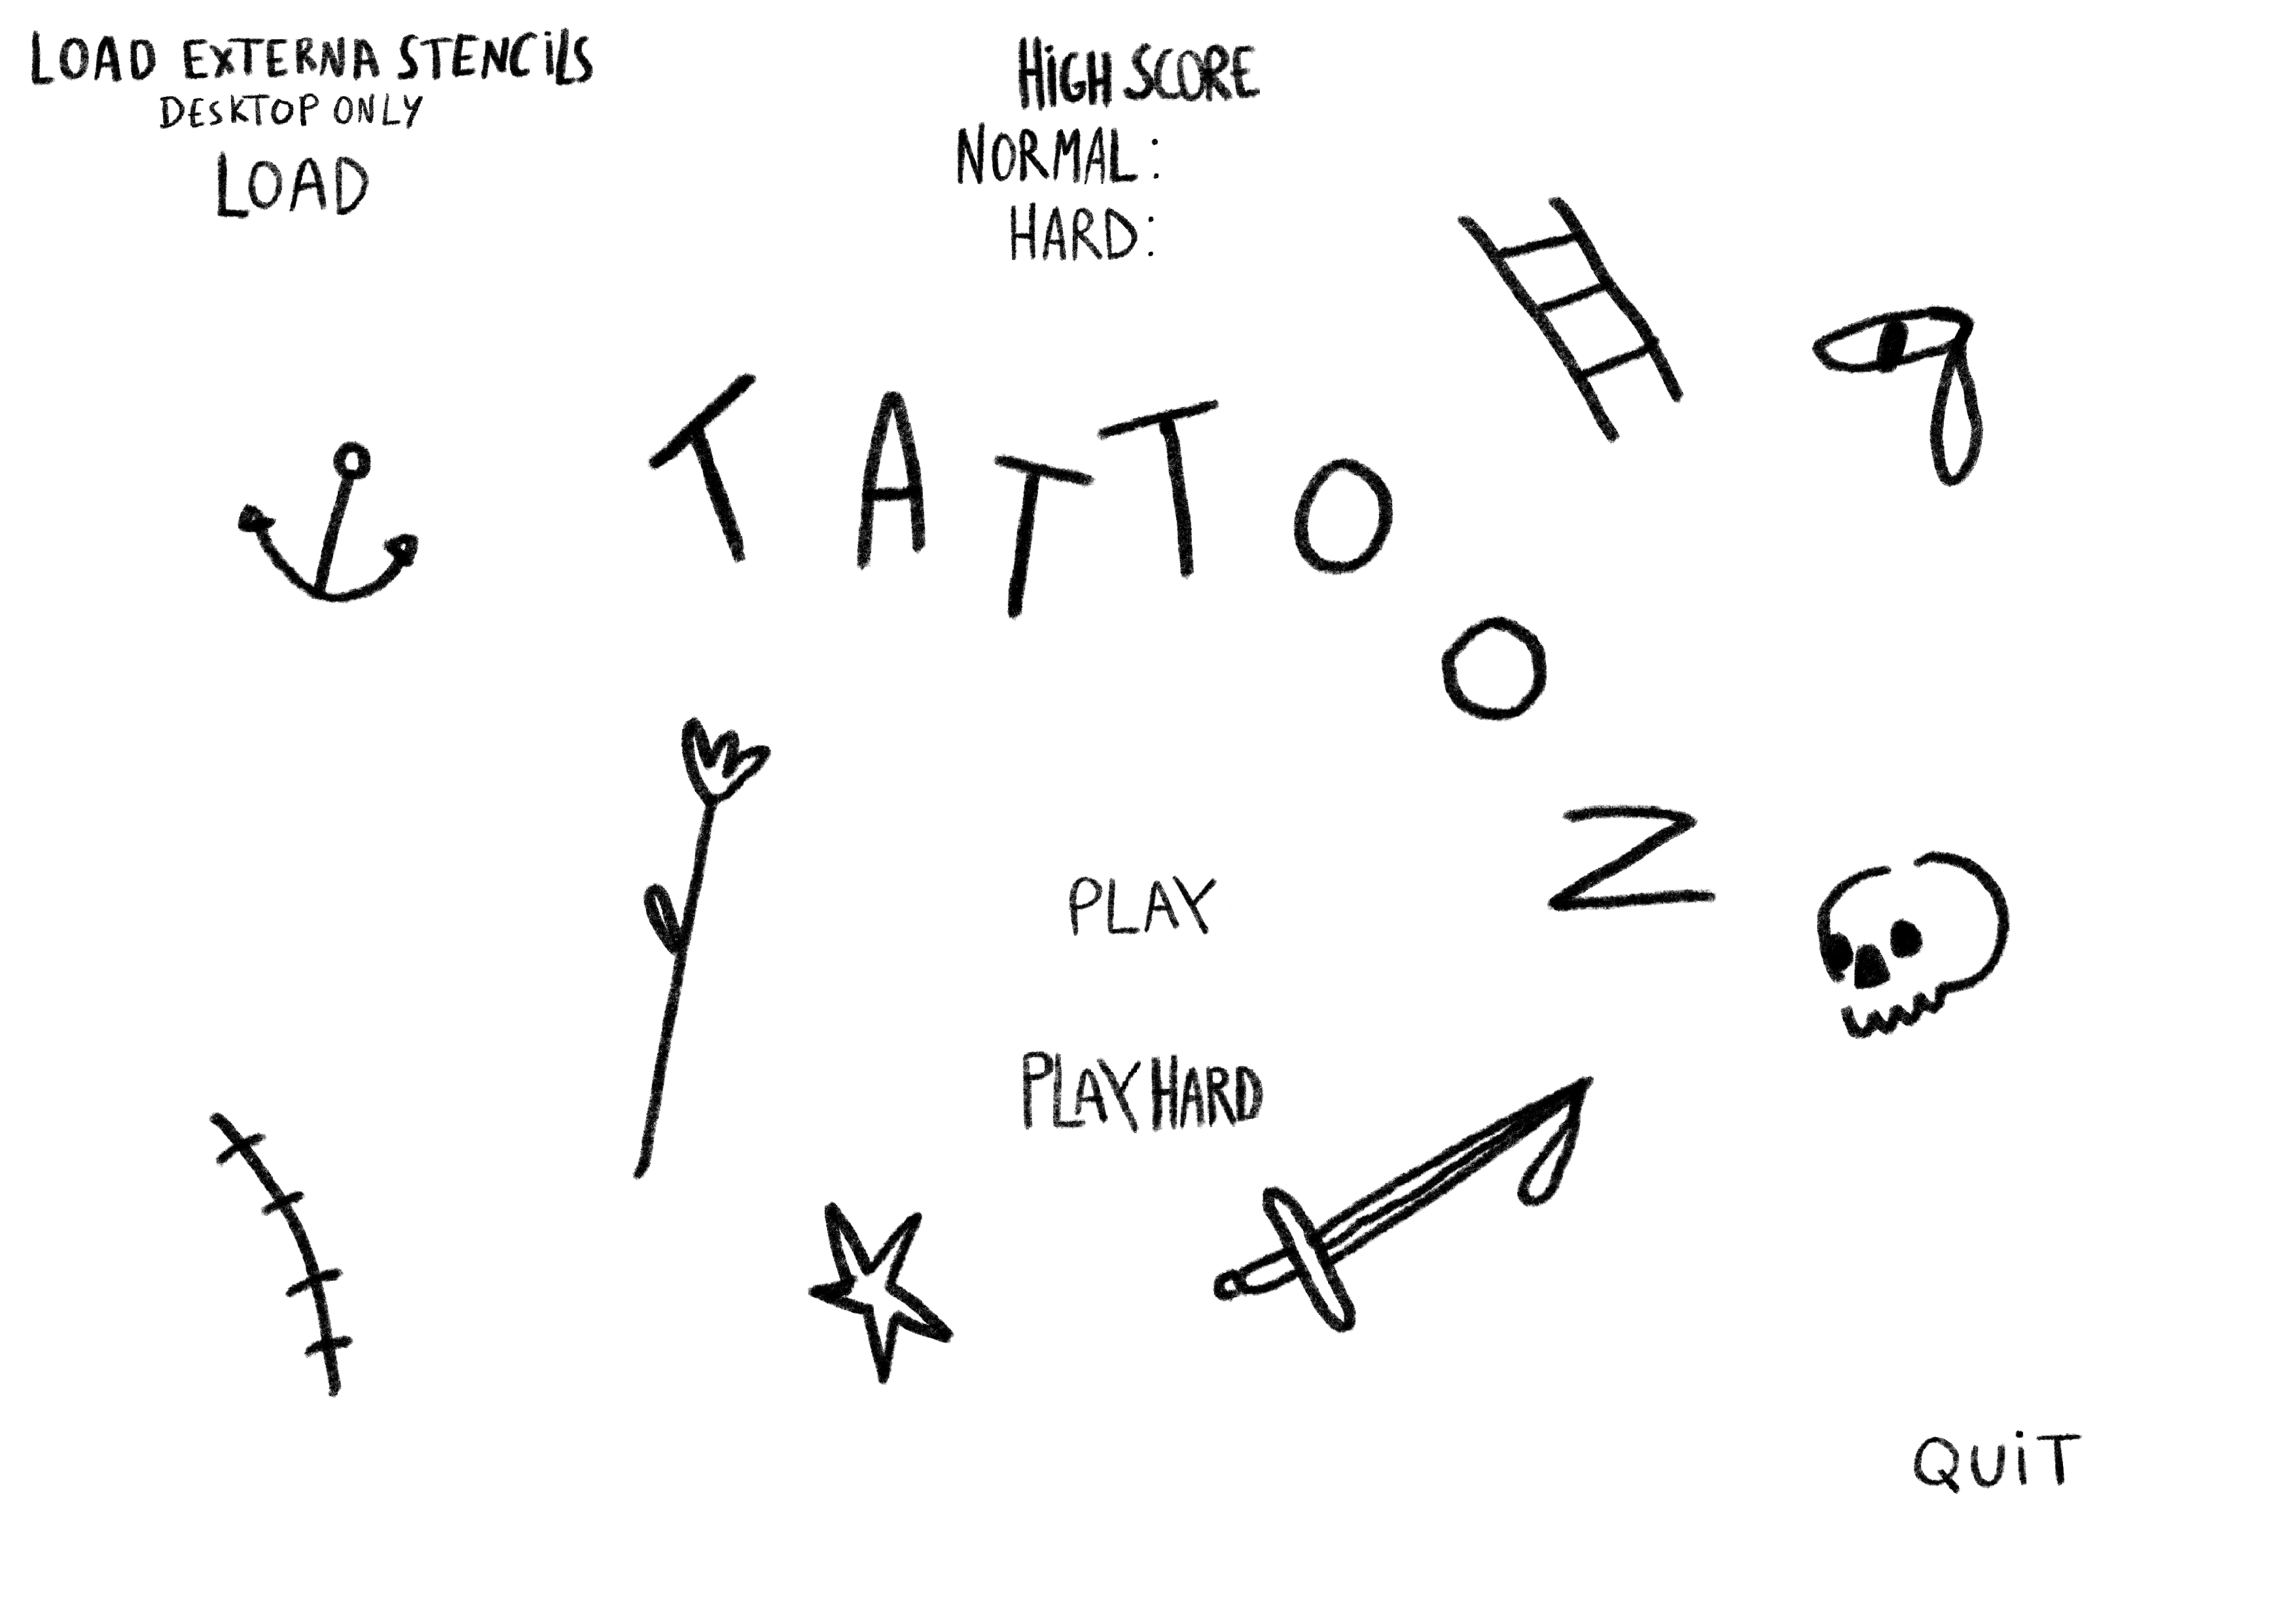 LOAD EXTERNA STENCiLS
DESKTOP ONLY
LOAD
HiGH SCORE
NORMAL:
HARD:
TATTOOZ
PLAY
PLAY HARD
QUiT